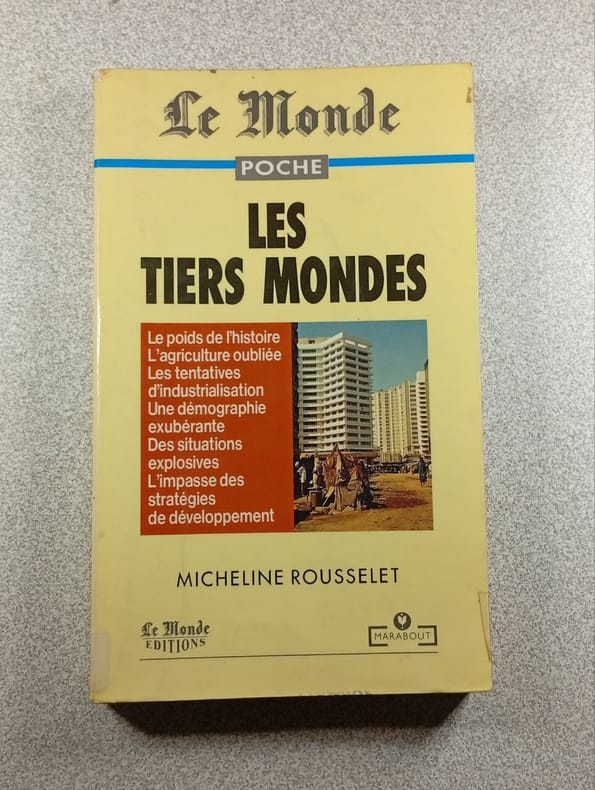 Le Monde
POCHE
LES
TIERS MONDES
Le poids de l'histoire
L'agriculture oubliée
Les tentatives
d'industrialisation
Une démographie
exubérante
Des situations
explosives
L'impasse des
stratégies
de développement
MICHELINE ROUSSELET
Le Monde
EDITIONS
MARABOUT